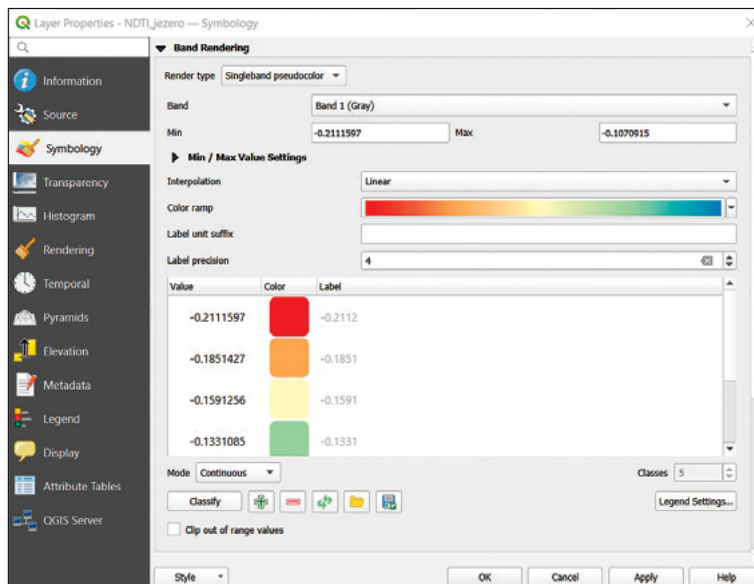 Layer Properties - NDTI_jezero — Symbology
Information
Source
Symbology
Transparency
Histogram
Rendering
Temporal
Pyramids
Elevation
Metadata
Legend
Display
Attribute Tables
QGIS Server
Band Rendering
Render type Singleband pseudocolor
Band Band 1 (Gray)
Min -0.2111597 Max -0.1070915
Min / Max Value Settings
Interpolation Linear
Color ramp
Label unit suffix
Label precision 4
Value Color Label
-0.2111597 -0.2112
-0.1851427 -0.1851
-0.1591256 -0.1591
-0.1331085 -0.1331
Mode Continuous Classes 5
Classify Legend Settings...
Clip out of range values
Style OK Cancel Apply Help